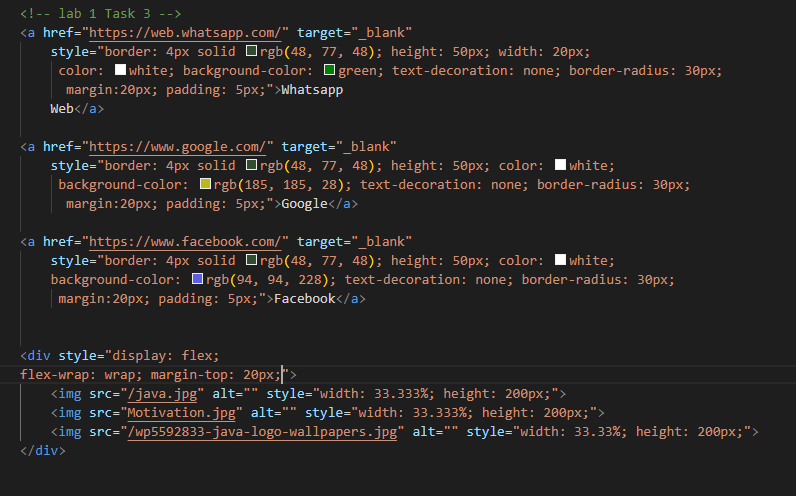 <!-- lab 1 Task 3 -->
<a href="https://web.whatsapp.com/" target="_blank"
style="border: 4px solid rgb(48, 77, 48); height: 50px; width: 20px;
color: white; background-color: green; text-decoration: none; border-radius: 30px;
margin:20px; padding: 5px;">Whatsapp
Web</a>
<a href="https://www.google.com/" target="_blank"
style="border: 4px solid rgb(48, 77, 48); height: 50px; color: white;
background-color: rgb(185, 185, 28); text-decoration: none; border-radius: 30px;
margin:20px; padding: 5px;">Google</a>
<a href="https://www.facebook.com/" target="_blank"
style="border: 4px solid rgb(48, 77, 48); height: 50px; color: white;
background-color: rgb(94, 94, 228); text-decoration: none; border-radius: 30px;
margin:20px; padding: 5px;">Facebook</a>
<div style="display: flex;
flex-wrap: wrap; margin-top: 20px;">
<img src="/java.jpg" alt="" style="width: 33.333%; height: 200px;">
<img src="Motivation.jpg" alt="" style="width: 33.333%; height: 200px;">
<img src="/wp5592833-java-logo-wallpapers.jpg" alt="" style="width: 33.33%; height: 200px;">
</div>